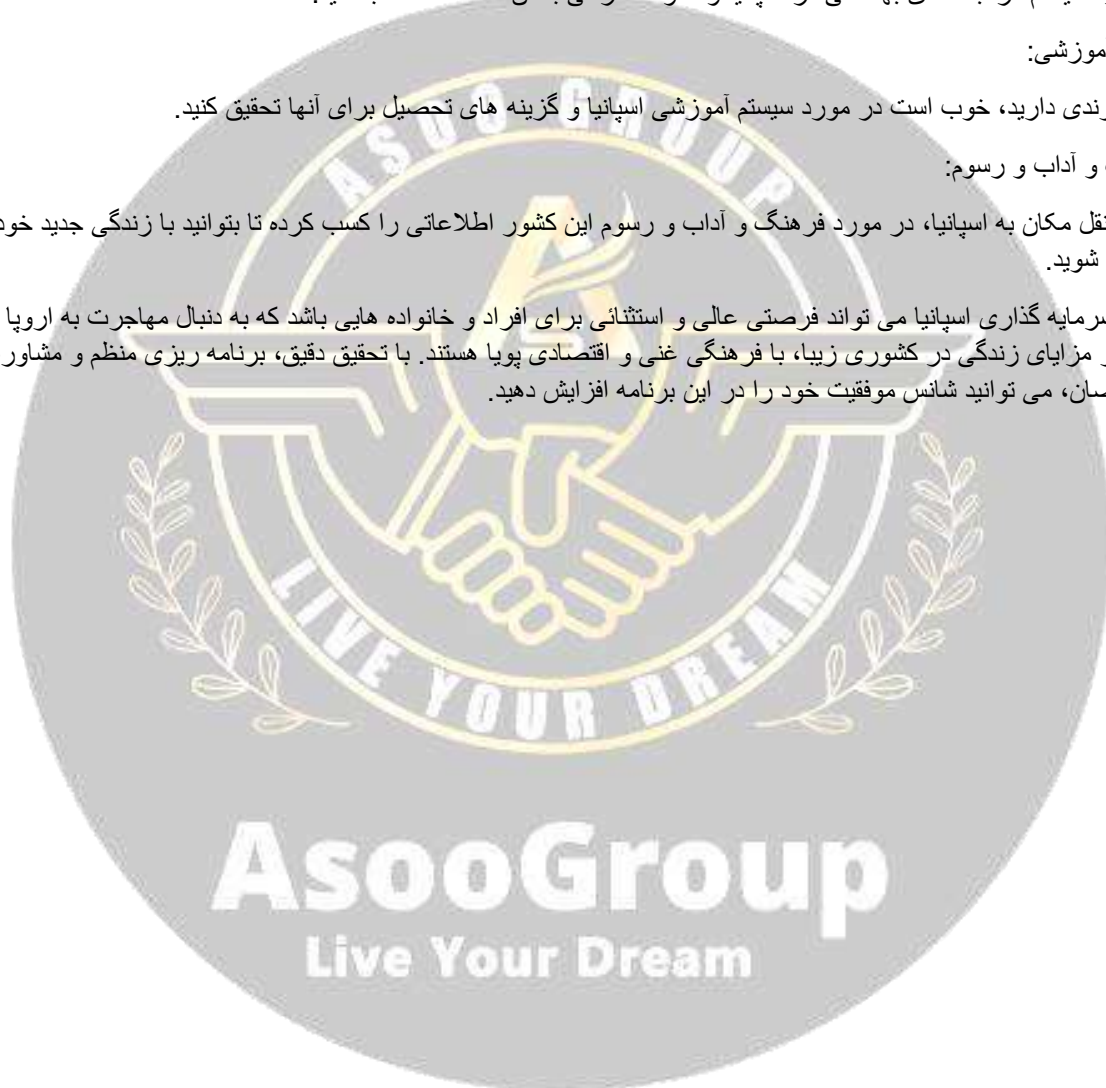 موزشی:
رندی دارید، خوب است در مورد سیستم آموزشی اسپانیا و گزینه های تحصیل برای آنها تحقیق کنید.
و آداب و رسوم:
نقل مکان به اسپانیا، در مورد فرهنگ و آداب و رسوم این کشور اطلاعاتی را کسب کرده تا بتوانید با زندگی جدید خود
شوید.
سرمایه گذاری اسپانیا می تواند فرصتی عالی و استثنائی برای افراد و خانواده هایی باشد که به دنبال مهاجرت به اروپا
مزایای زندگی در کشوری زیبا، با فرهنگی غنی و اقتصادی پویا هستند. با تحقیق دقیق، برنامه ریزی منظم و مشاور
صان، می توانید شانس موفقیت خود را در این برنامه افزایش دهید.
ASOO GROUP
LIVE YOUR DREAM
AsooGroup
Live Your Dream